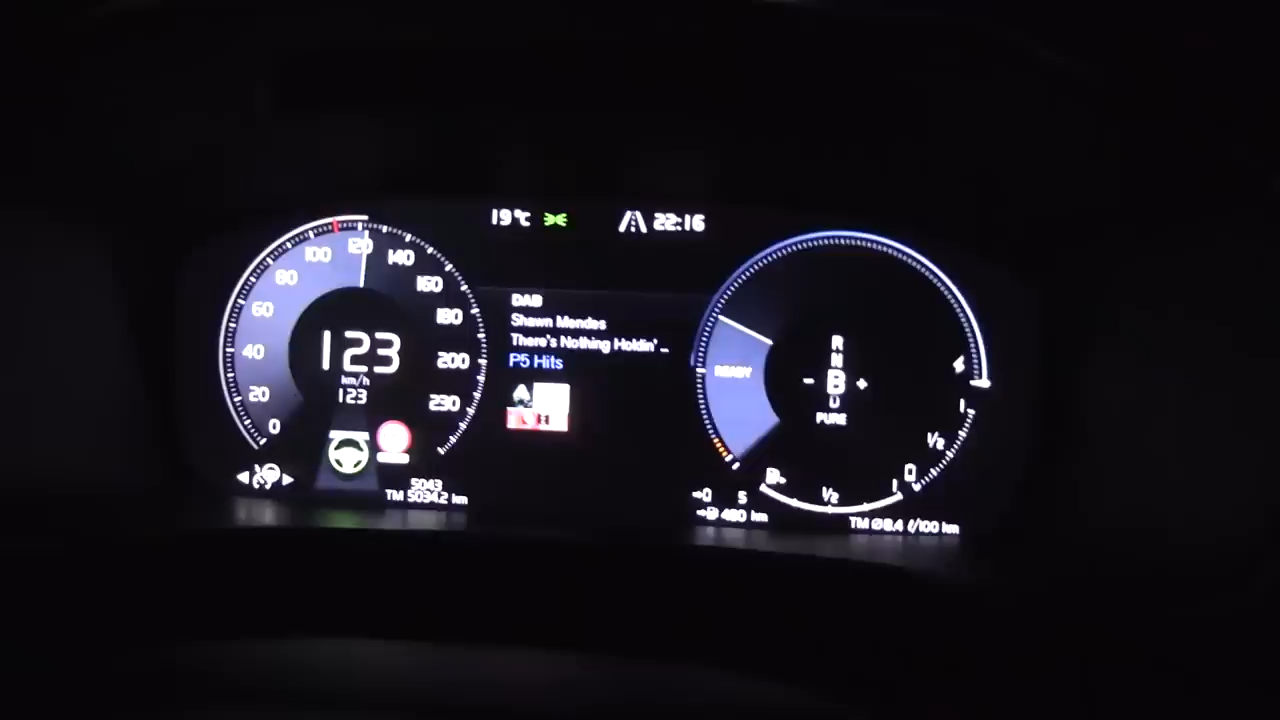 19°C
22:16
0
20
40
60
80
100
120
140
160
180
200
230
123
km/h
123
5043
TM 5034.2 km
DAB
Shawn Mendes
There's Nothing Holdin' ...
P5 Hits
READY
R
N
- B +
D
PURE
1
1/2
0
1/2
1
5
480 km
TM Ø8.4 ℓ/100 km